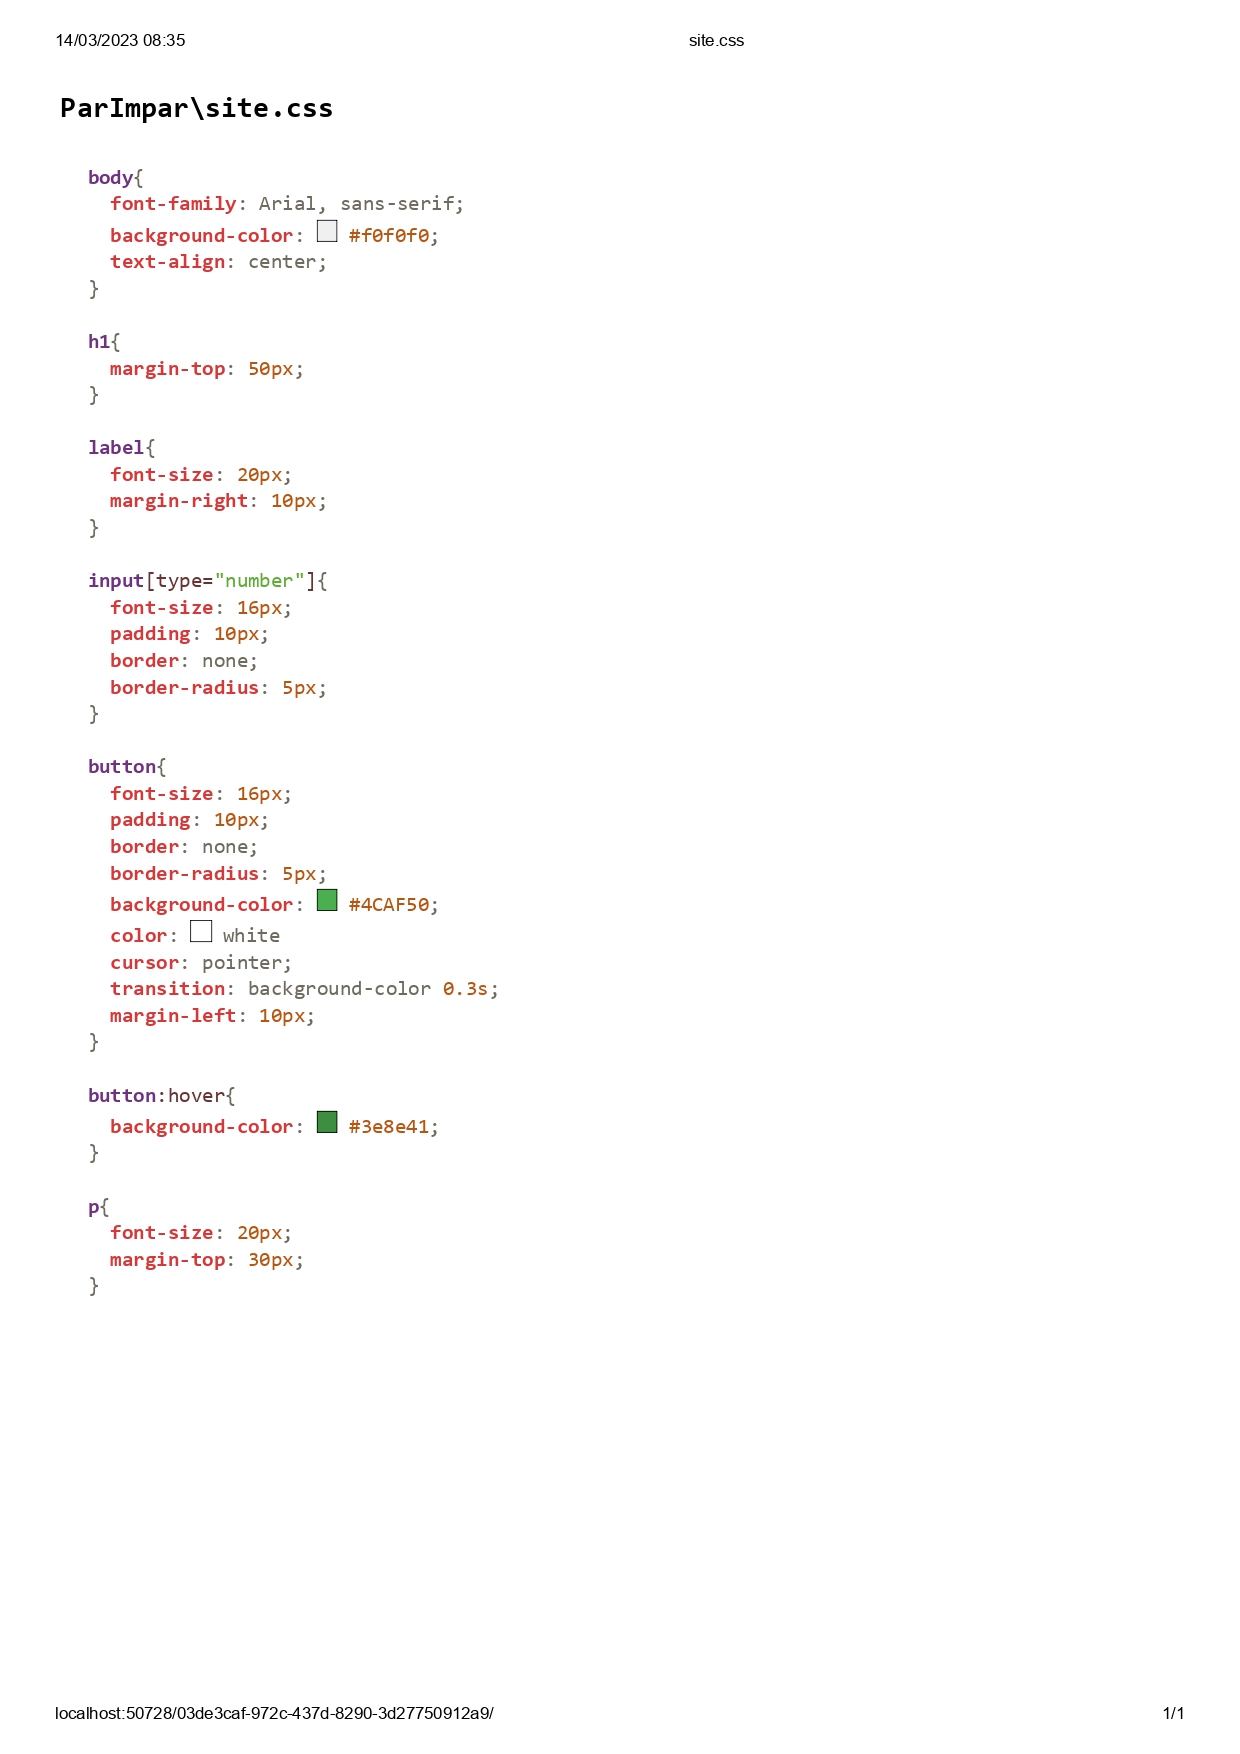 14/03/2023 08:35 site.css
ParImpar\site.css
body{
  font-family: Arial, sans-serif;
  background-color: #f0f0f0;
  text-align: center;
}
h1{
  margin-top: 50px;
}
label{
  font-size: 20px;
  margin-right: 10px;
}
input[type="number"]{
  font-size: 16px;
  padding: 10px;
  border: none;
  border-radius: 5px;
}
button{
  font-size: 16px;
  padding: 10px;
  border: none;
  border-radius: 5px;
  background-color: #4CAF50;
  color: white
  cursor: pointer;
  transition: background-color 0.3s;
  margin-left: 10px;
}
button:hover{
  background-color: #3e8e41;
}
p{
  font-size: 20px;
  margin-top: 30px;
}
localhost:50728/03de3caf-972c-437d-8290-3d27750912a9/ 1/1